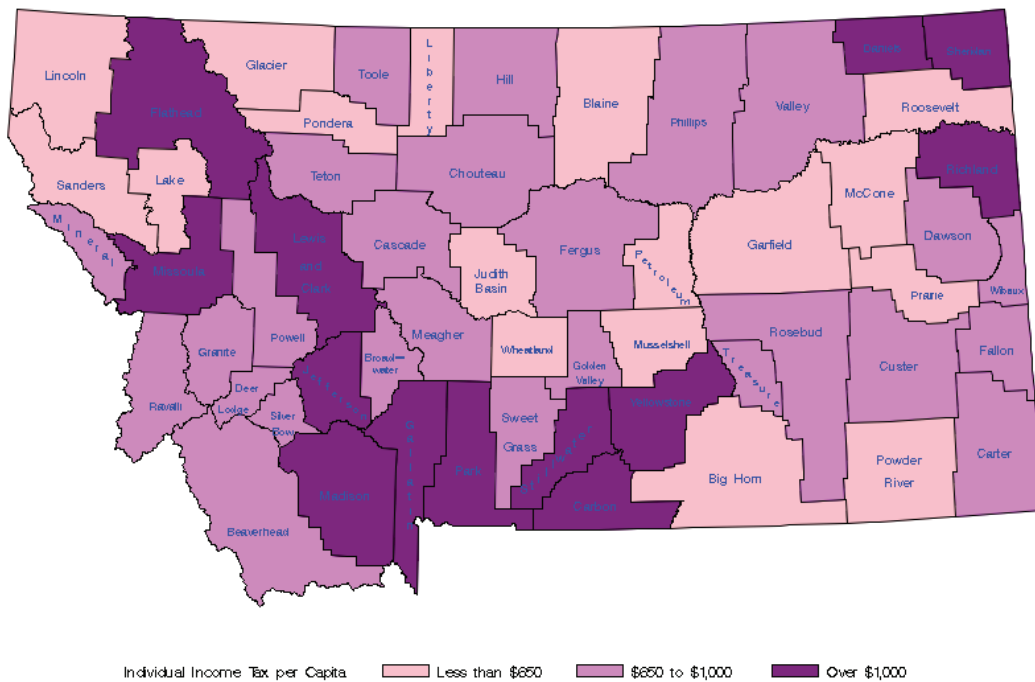 Lincoln
Flathead
Glacier
Toole
Liberty
Hill
Blaine
Phillips
Valley
Daniels
Sheridan
Roosevelt
Pondera
Teton
Chouteau
Sanders
Lake
Mineral
Missoula
Lewis
and
Clark
Cascade
Judith
Basin
Fergus
Petroleum
Garfield
McCone
Richland
Dawson
Wibaux
Prarie
Powell
Granite
Ravalli
Deer
Lodge
Silver
Bow
Jefferson
Broad—
water
Meagher
Wheatland
Golden
Valley
Musselshell
Rosebud
Treasure
Custer
Fallon
Carter
Powder
River
Big Horn
Yellowstone
Stillwater
Sweet
Grass
Carbon
Park
Gallatin
Madison
Beaverhead
Individual Income Tax per Capita Less than $650 $650 to $1,000 Over $1,000